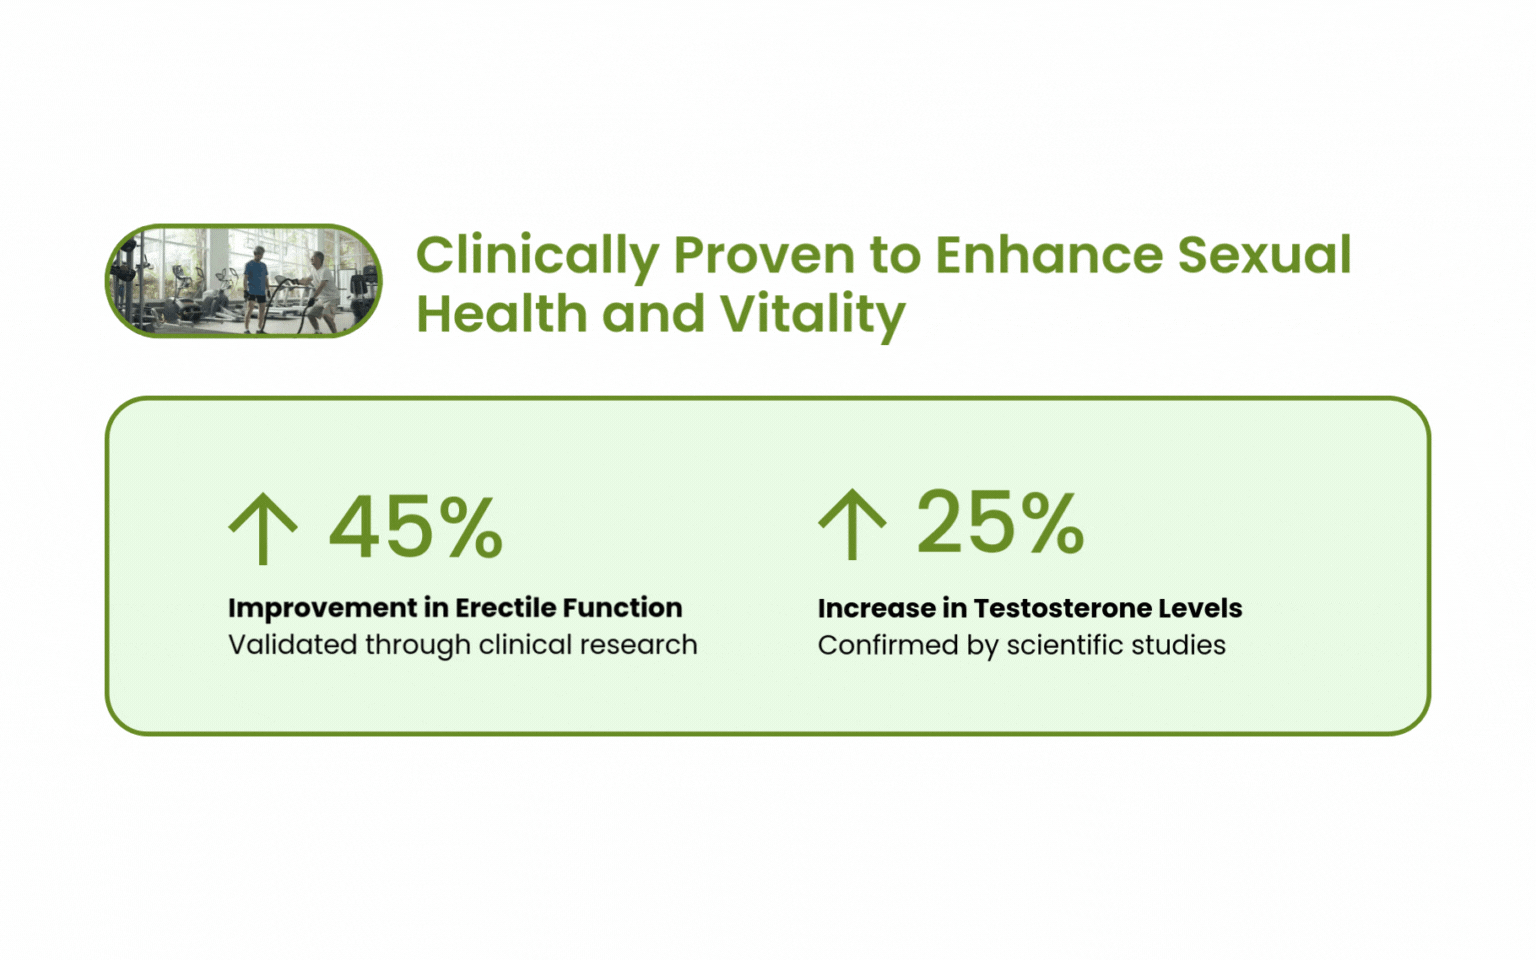 Clinically Proven to Enhance Sexual
Health and Vitality
↑ 45%
Improvement in Erectile Function
Validated through clinical research
↑ 25%
Increase in Testosterone Levels
Confirmed by scientific studies